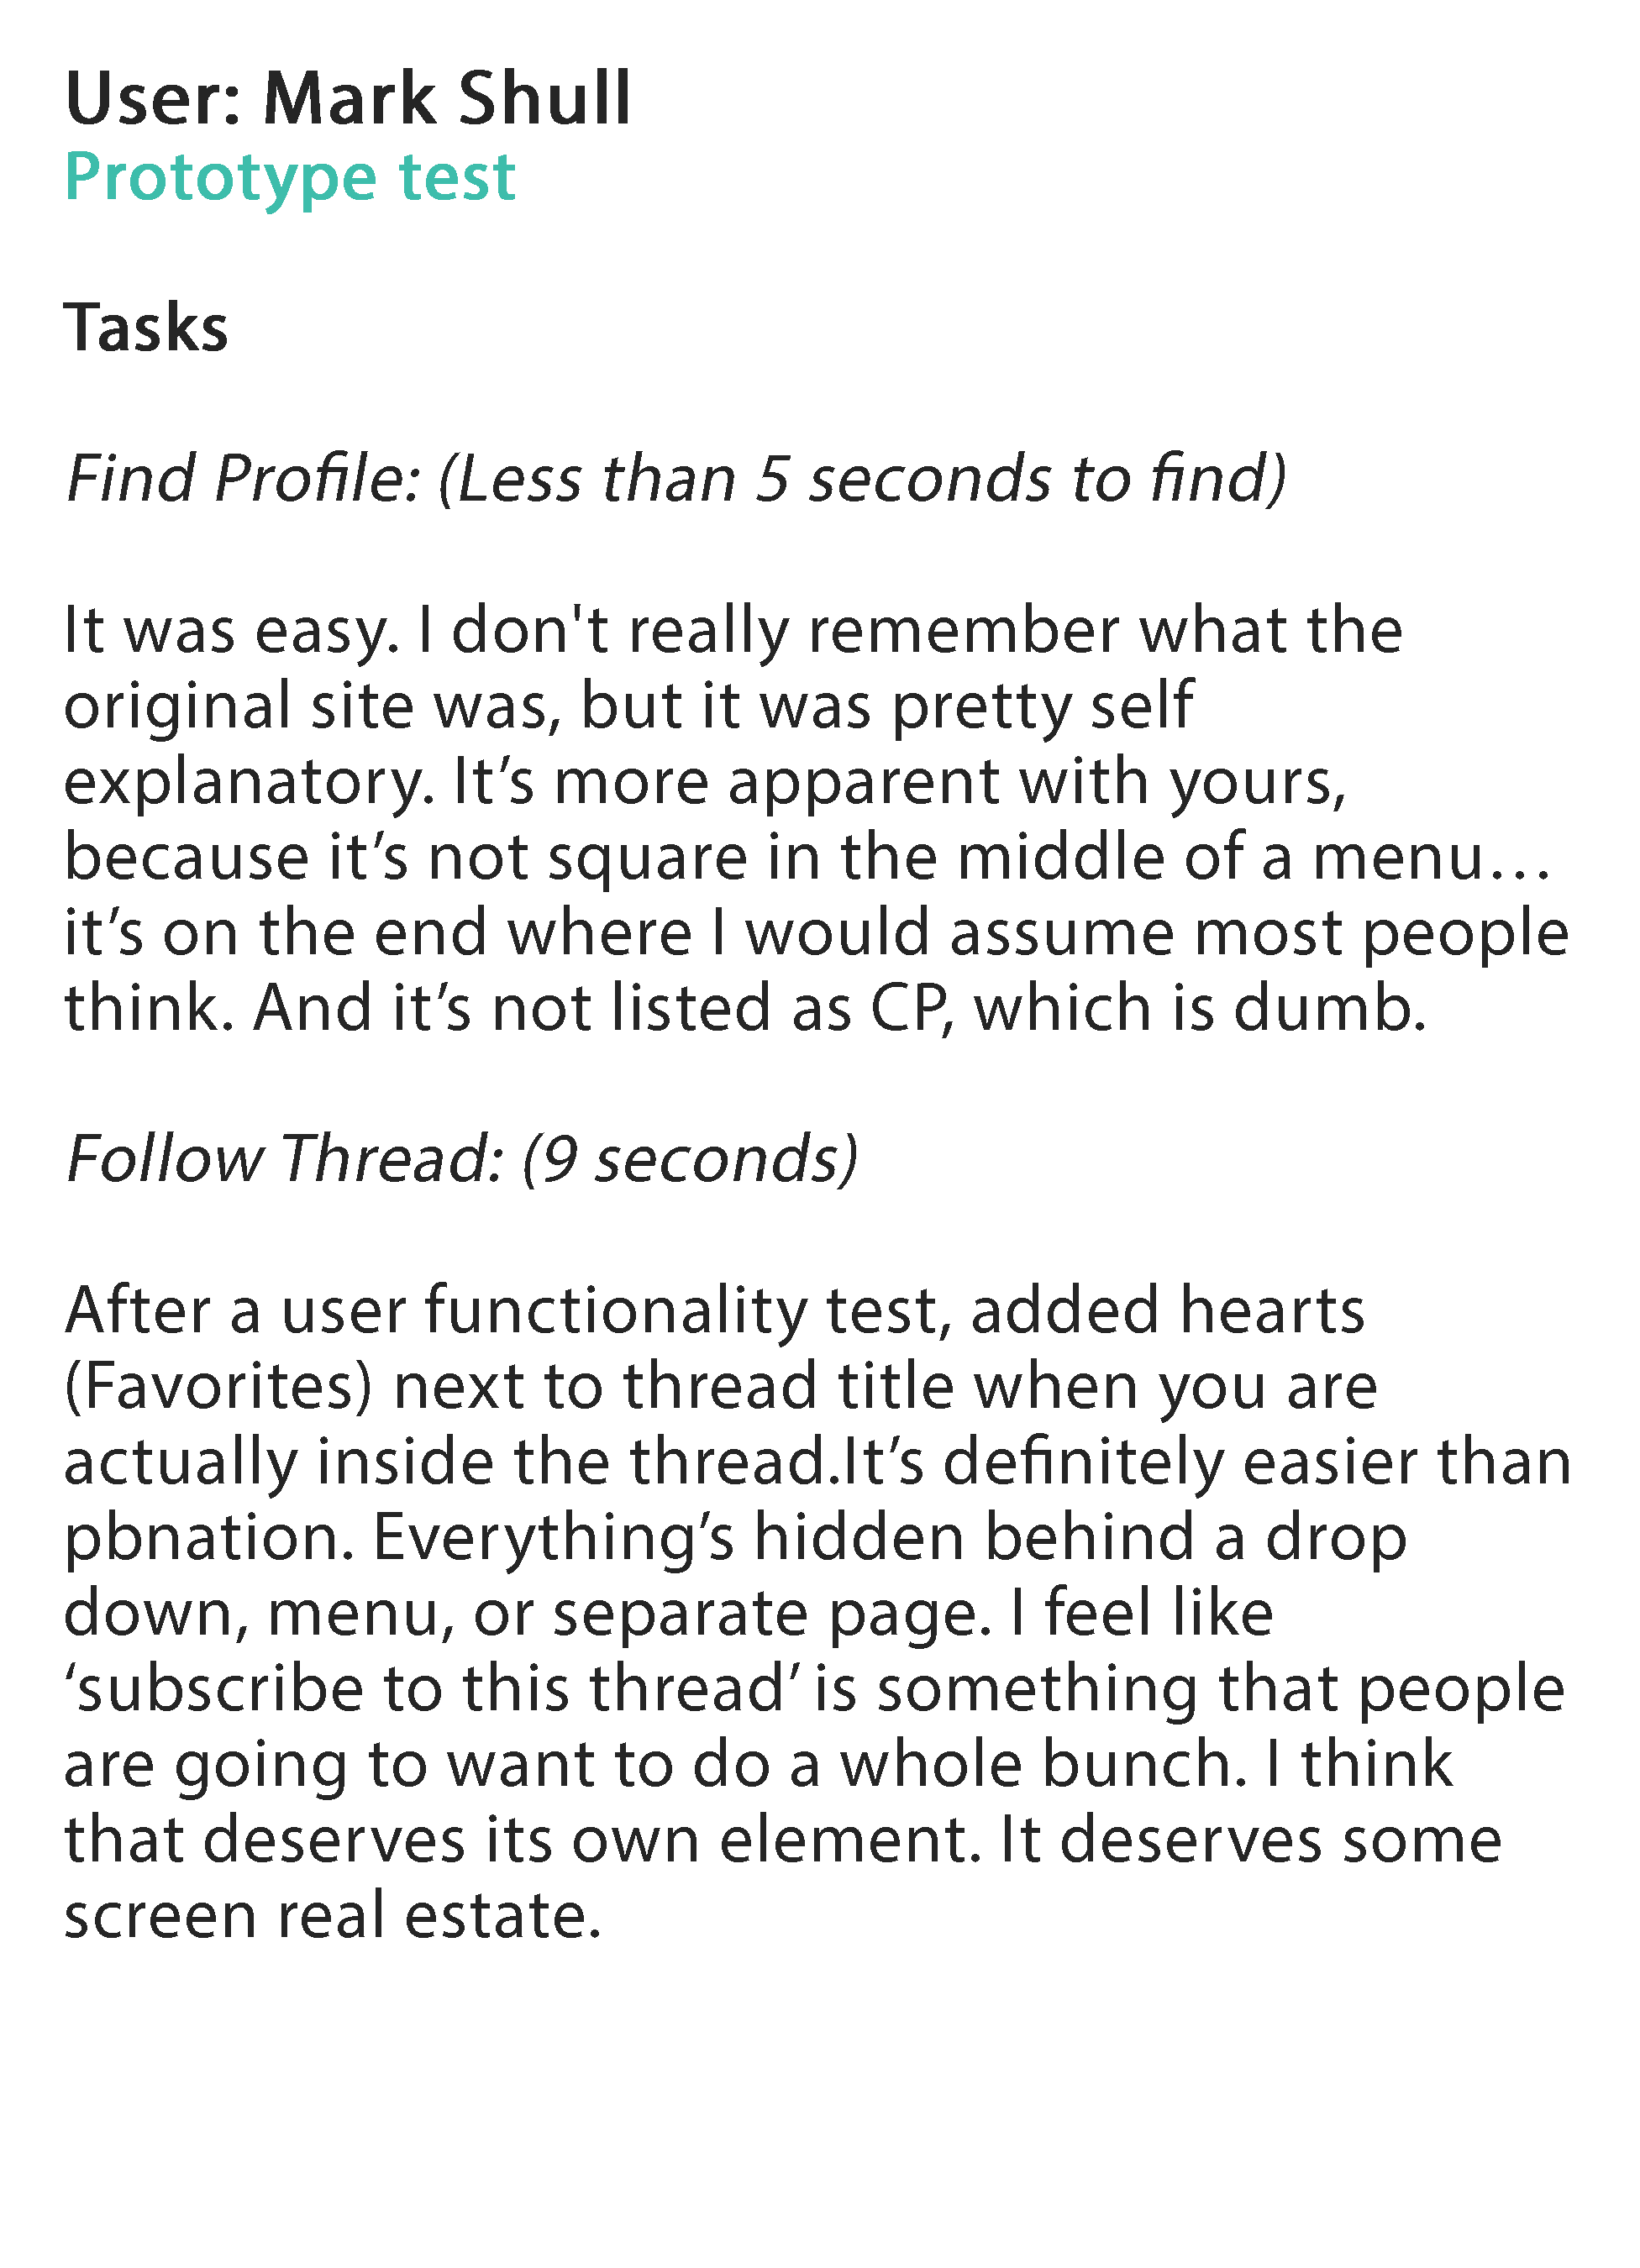 User: Mark Shull
Prototype test
Tasks
Find Profile: (Less than 5 seconds to find)
It was easy. I don't really remember what the
original site was, but it was pretty self
explanatory. It’s more apparent with yours,
because it’s not square in the middle of a menu…
it’s on the end where I would assume most people
think. And it’s not listed as CP, which is dumb.
Follow Thread: (9 seconds)
After a user functionality test, added hearts
(Favorites) next to thread title when you are
actually inside the thread.It’s definitely easier than
pbnation. Everything’s hidden behind a drop
down, menu, or separate page. I feel like
‘subscribe to this thread’ is something that people
are going to want to do a whole bunch. I think
that deserves its own element. It deserves some
screen real estate.